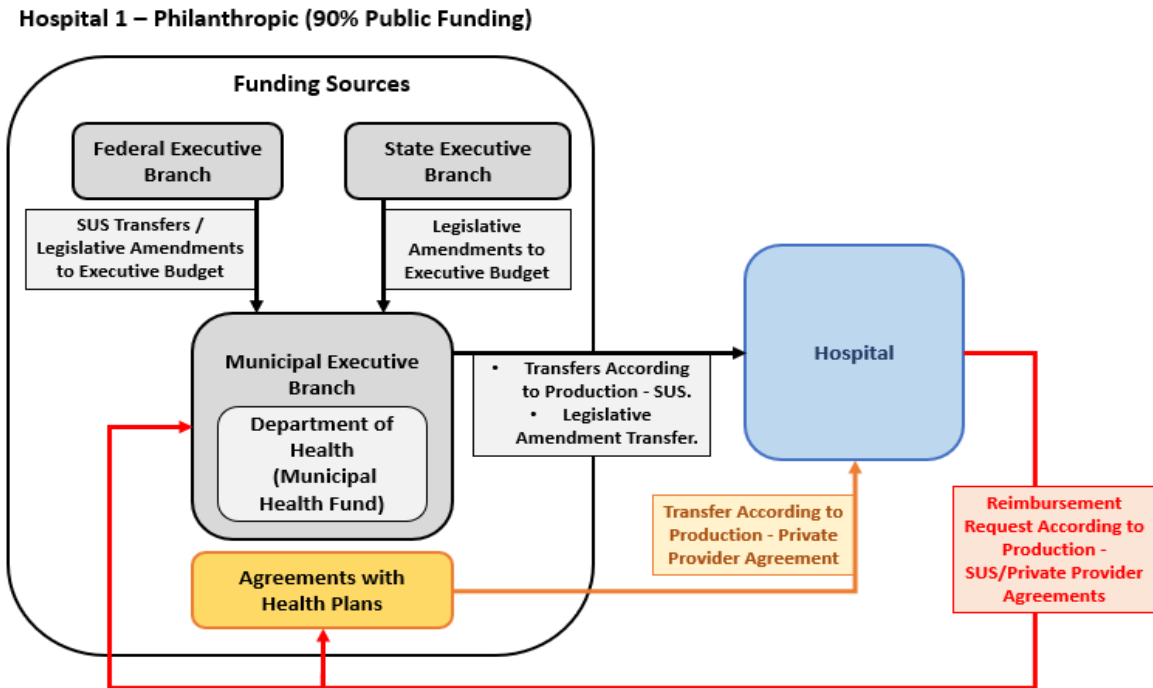 Hospital 1 – Philanthropic (90% Public Funding)
Funding Sources
Federal Executive
Branch
State Executive
Branch
SUS Transfers /
Legislative Amendments
to Executive Budget
Legislative
Amendments to
Executive Budget
Municipal Executive
Branch
Department of
Health
(Municipal
Health Fund)
• Transfers According
to Production - SUS.
• Legislative
Amendment Transfer.
Hospital
Transfer According to
Production - Private
Provider Agreement
Reimbursement
Request According to
Production -
SUS/Private Provider
Agreements
Agreements with
Health Plans